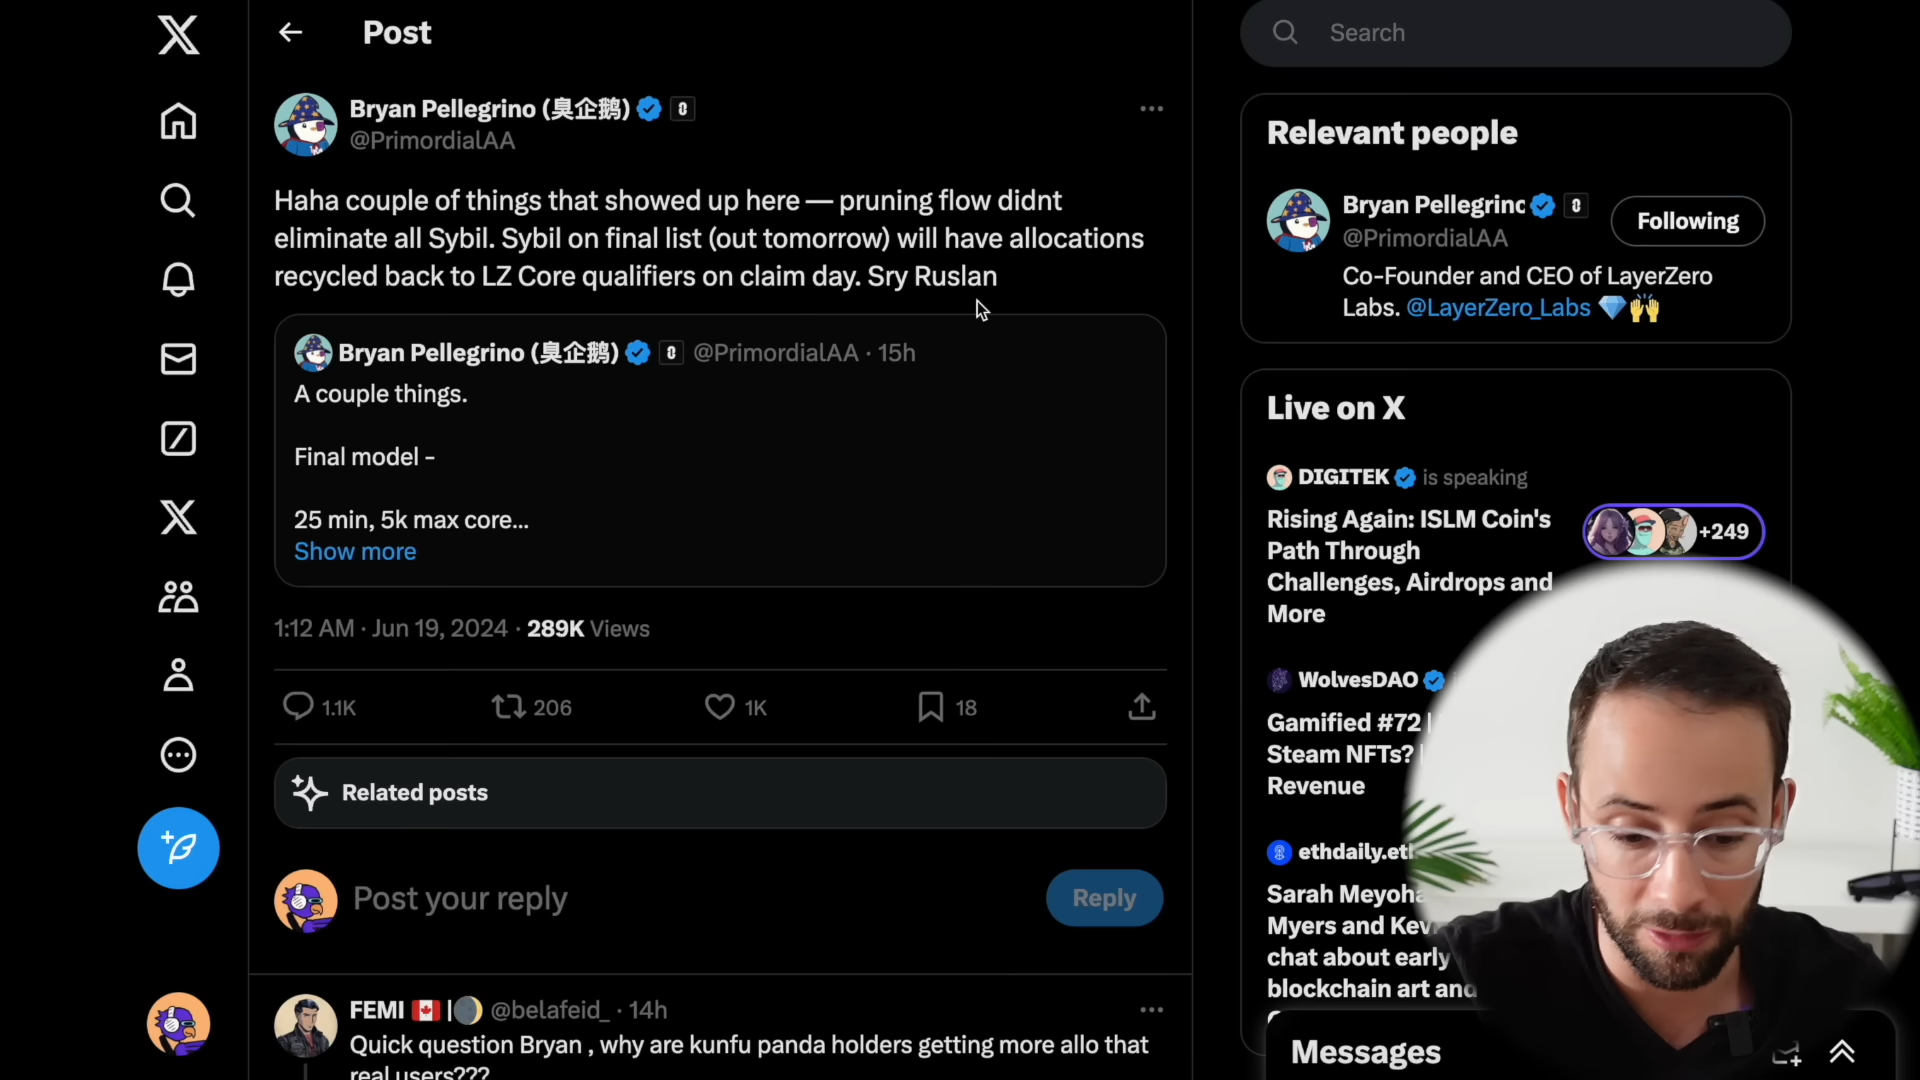 Post
Bryan Pellegrino (臭企鹅)
@PrimordialAA
Haha couple of things that showed up here — pruning flow didnt
eliminate all Sybil. Sybil on final list (out tomorrow) will have allocations
recycled back to LZ Core qualifiers on claim day. Sry Ruslan
Bryan Pellegrino (臭企鹅) @PrimordialAA · 15h
A couple things.
Final model -
25 min, 5k max core...
Show more
1:12 AM · Jun 19, 2024 · 289K Views
1.1K 206 1K 18
Related posts
Post your reply
Reply
FEMI @belafeid_ · 14h
Quick question Bryan , why are kunfu panda holders getting more allo that
real users???
Search
Relevant people
Bryan Pellegrino
@PrimordialAA
Following
Co-Founder and CEO of LayerZero
Labs. @LayerZero_Labs
Live on X
DIGITEK is speaking
Rising Again: ISLM Coin's
Path Through
Challenges, Airdrops and
More
+249
WolvesDAO
Gamified #72 |
Steam NFTs? |
Revenue
ethdaily.et
Sarah Meyoha
Myers and Kev
chat about early
blockchain art and
Messages